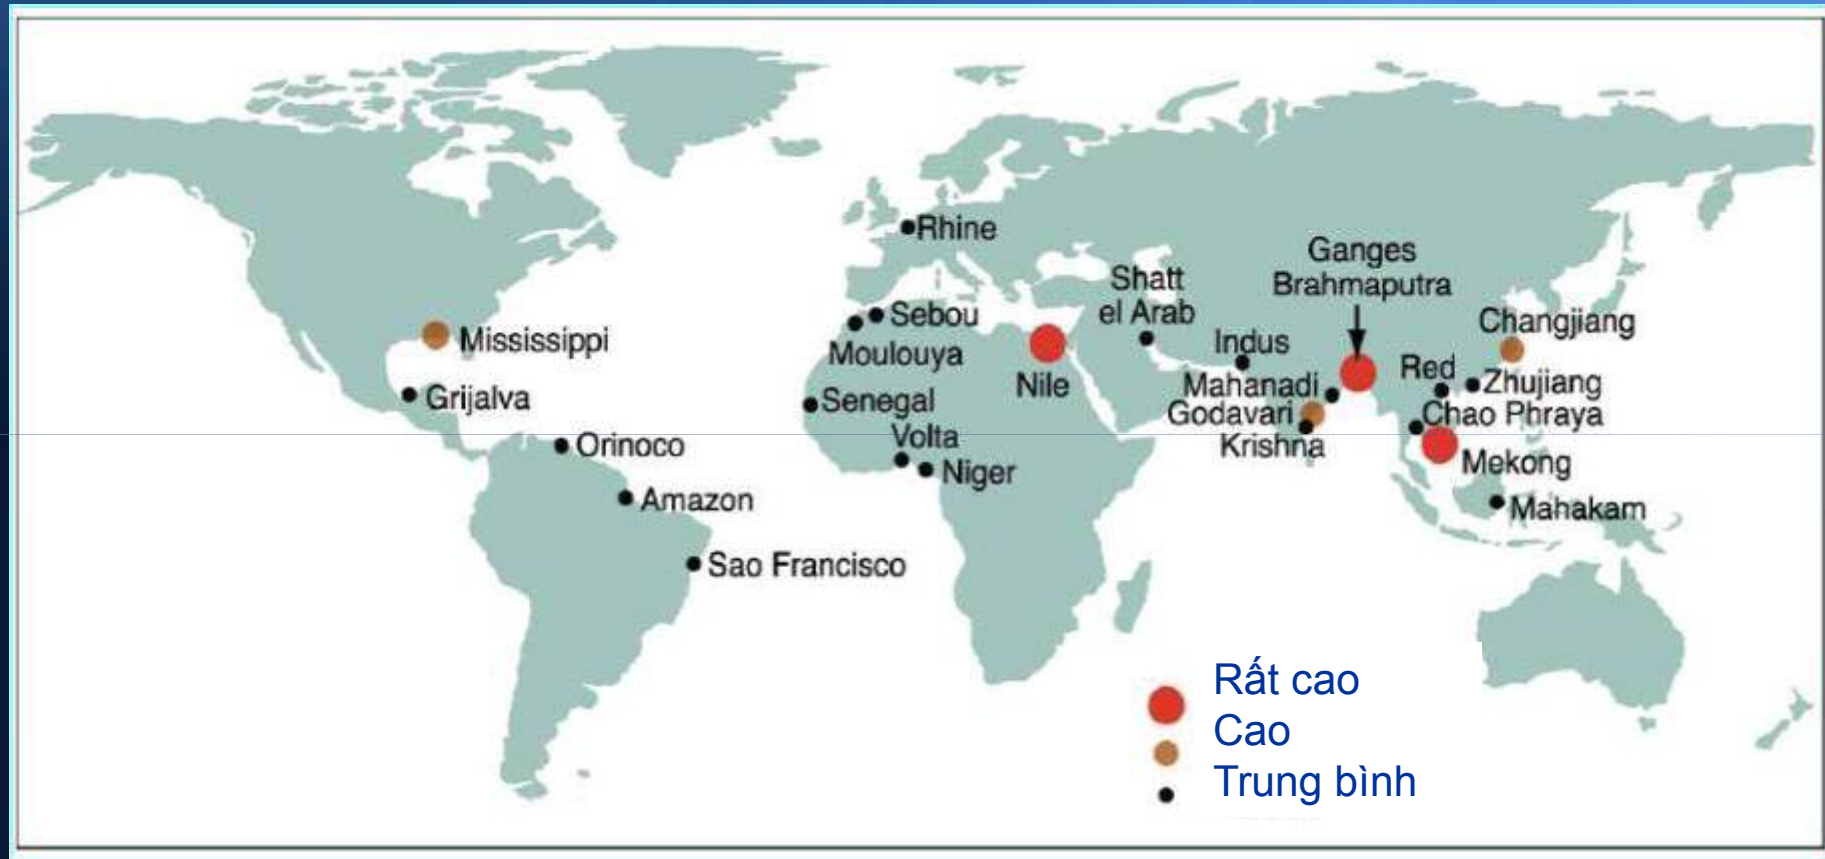 Rhine
Ganges
Brahmaputra
Shatt
el Arab
Sebou
Moulouya
Changjiang
Mississippi
Indus
Nile
Red
Mahanadi
Zhujiang
Grijalva
Senegal
Godavari
Chao Phraya
Volta
Krishna
Orinoco
Niger
Mekong
Amazon
Mahakam
Sao Francisco
Rất cao
Cao
Trung bình